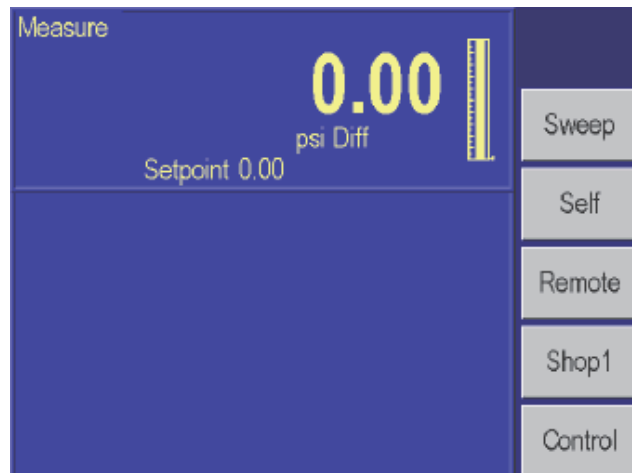 Measure
0.00
psi Diff
Setpoint 0.00
Sweep
Self
Remote
Shop1
Control